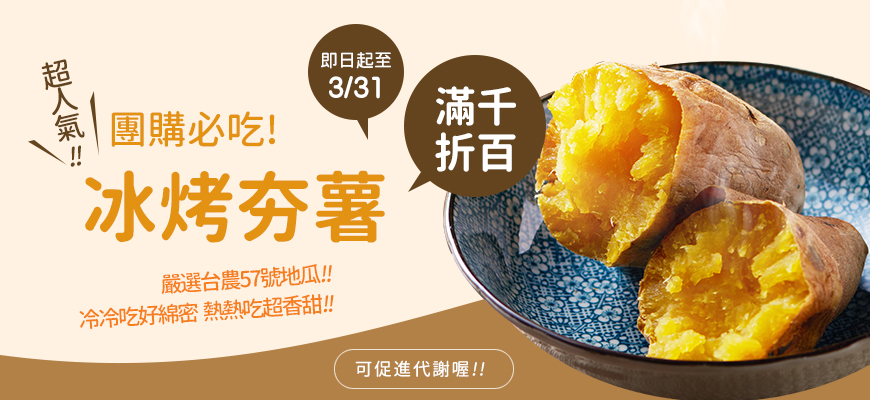 超人氣!!
團購必吃!
冰烤夯薯
即日起至
3/31
滿千
折百
嚴選台農57號地瓜!!
冷冷吃好綿密 熱熱吃超香甜!!
可促進代謝喔!!